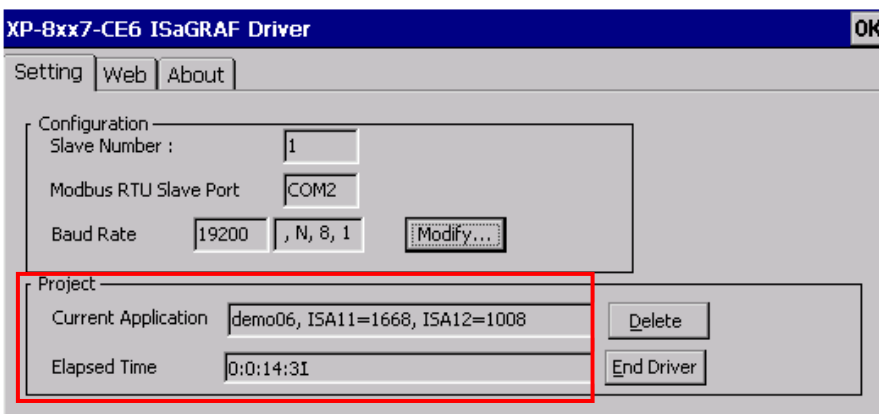 XP-8xx7-CE6 ISaGRAF Driver OK
Setting Web About
Configuration
Slave Number : 1
Modbus RTU Slave Port COM2
Baud Rate 19200 , N, 8, 1 Modify...
Project
Current Application demo06, ISA11=1668, ISA12=1008 Delete
Elapsed Time 0:0:14:3I End Driver